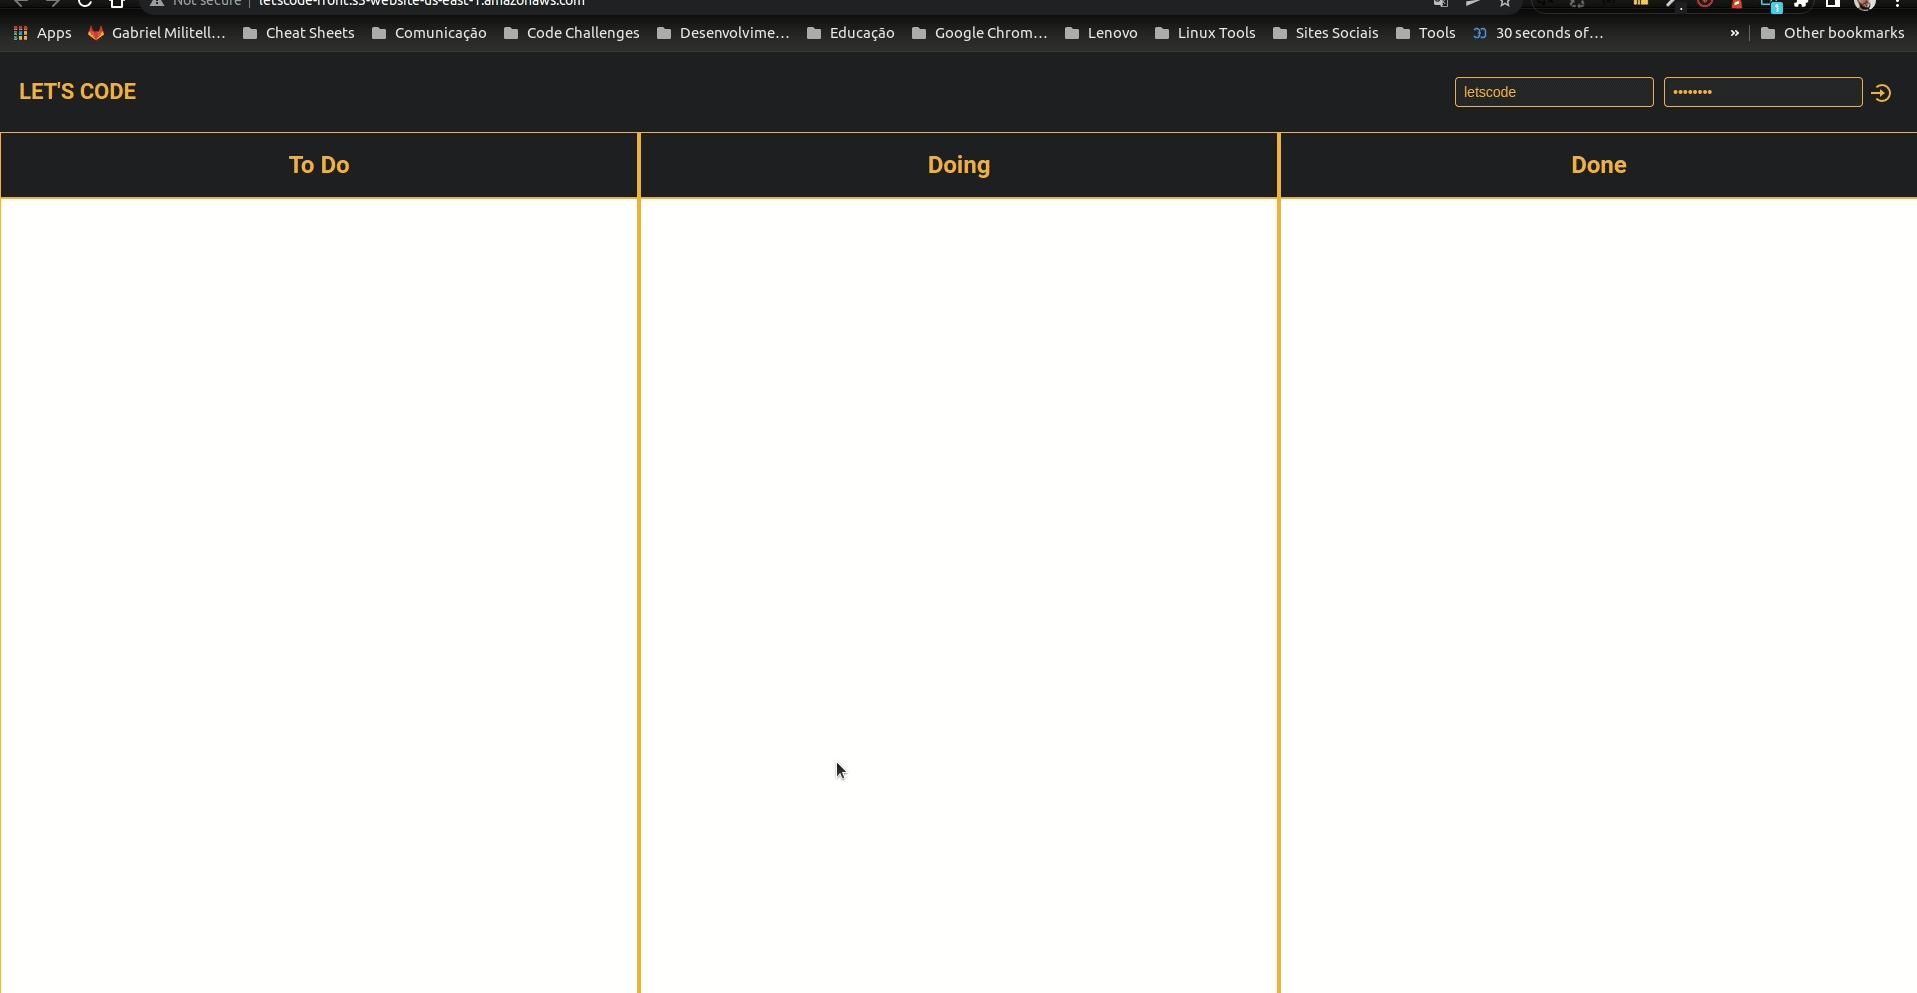 Not secure | letscode-front.s3-website-us-east-1.amazonaws.com
Apps Gabriel Militell... Cheat Sheets Comunicação Code Challenges Desenvolvime... Educação Google Chrom... Lenovo Linux Tools Sites Sociais Tools 30 seconds of... » Other bookmarks
LET'S CODE letscode ••••••••
To Do Doing Done